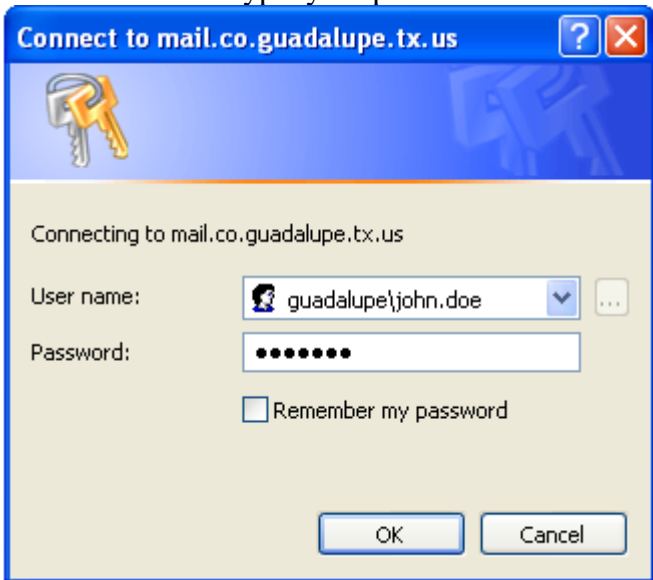 Connect to mail.co.guadalupe.tx.us
Connecting to mail.co.guadalupe.tx.us
User name: guadalupe\john.doe ...
Password: •••••••
Remember my password
OK Cancel